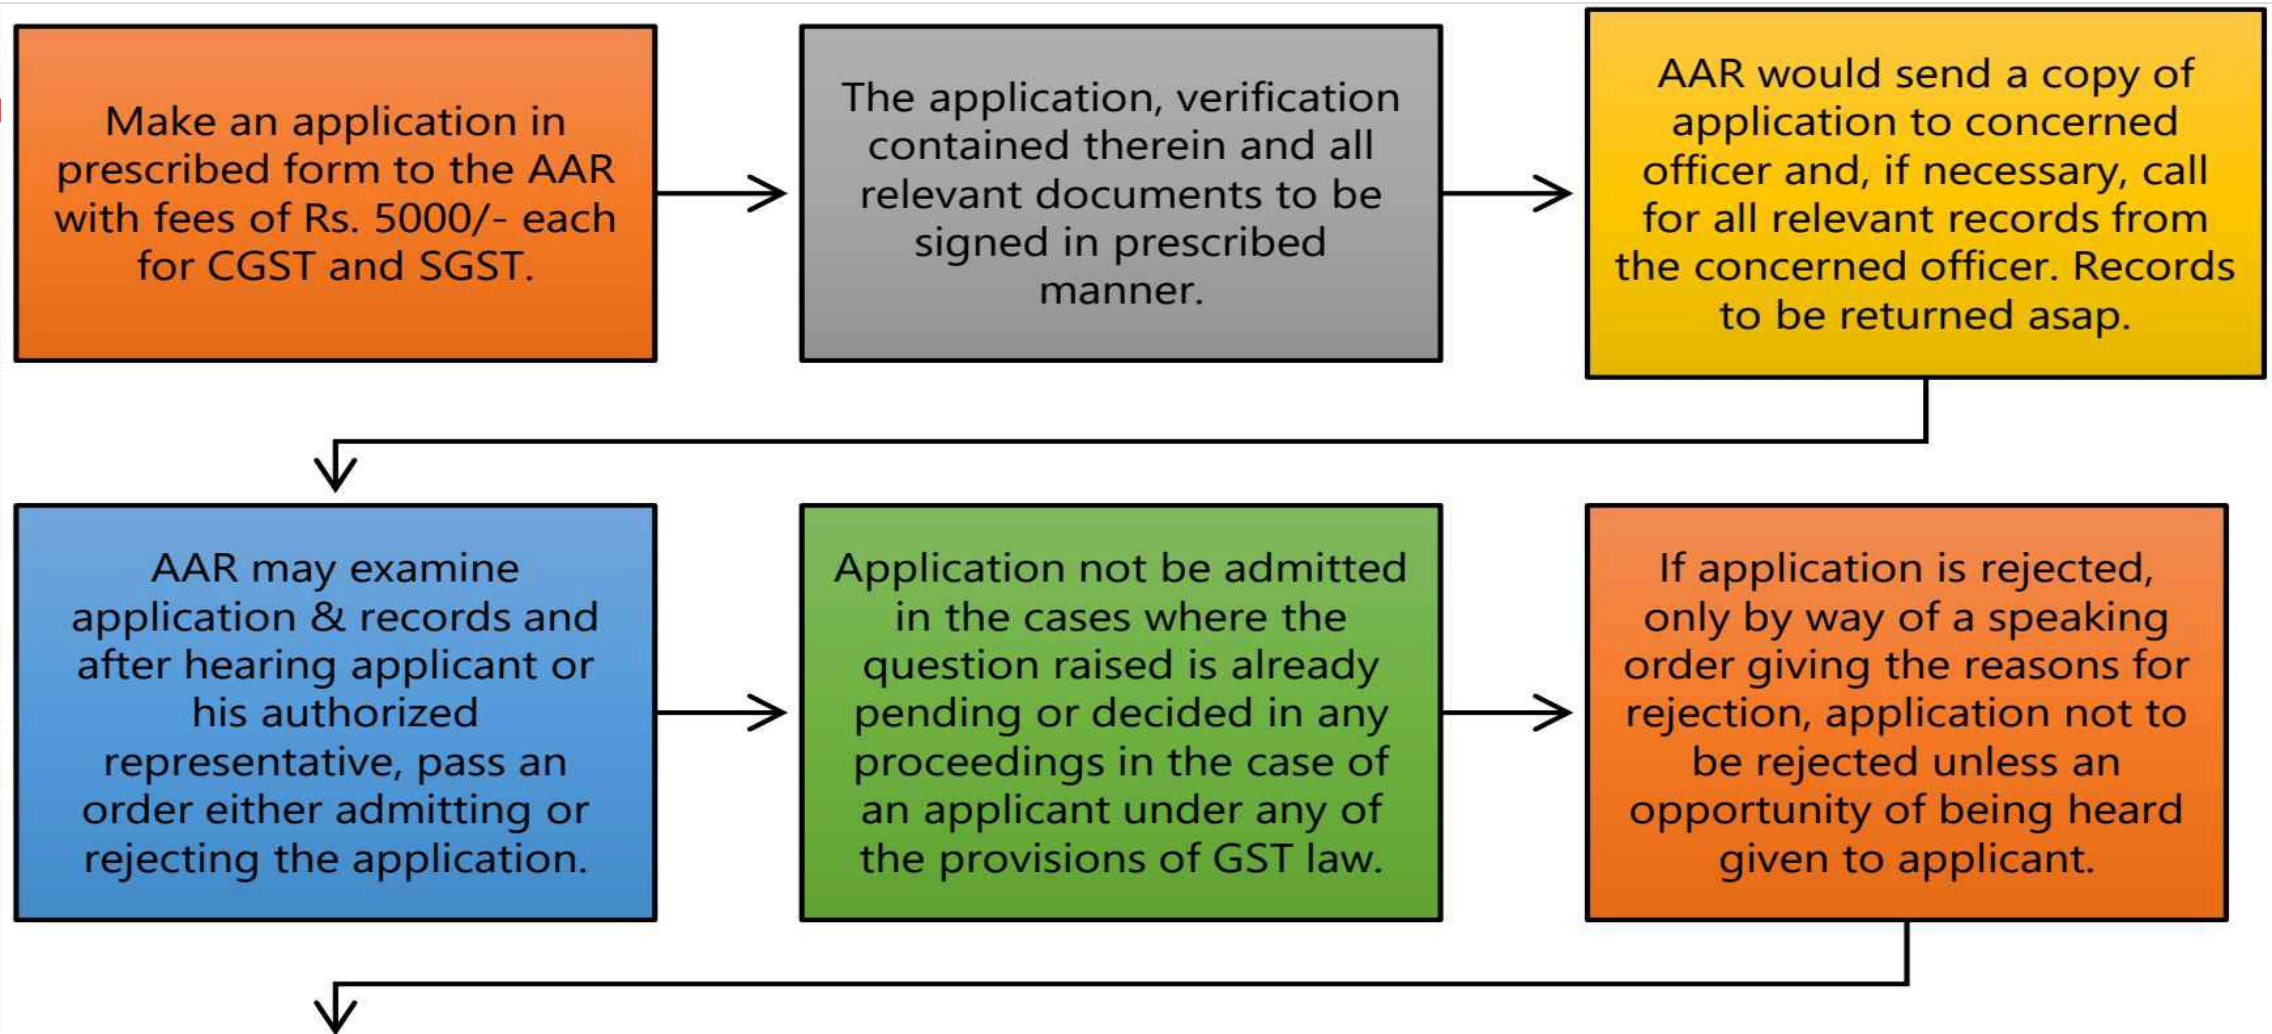 Make an application in
prescribed form to the AAR
with fees of Rs. 5000/- each
for CGST and SGST.
The application, verification
contained therein and all
relevant documents to be
signed in prescribed
manner.
AAR would send a copy of
application to concerned
officer and, if necessary, call
for all relevant records from
the concerned officer. Records
to be returned asap.
AAR may examine
application & records and
after hearing applicant or
his authorized
representative, pass an
order either admitting or
rejecting the application.
Application not be admitted
in the cases where the
question raised is already
pending or decided in any
proceedings in the case of
an applicant under any of
the provisions of GST law.
If application is rejected,
only by way of a speaking
order giving the reasons for
rejection, application not to
be rejected unless an
opportunity of being heard
given to applicant.